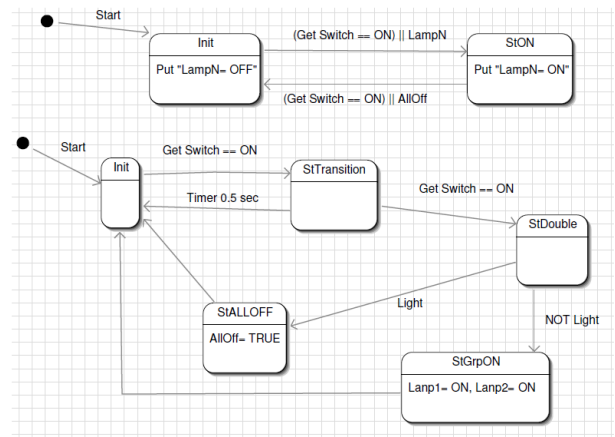 Start
Init
Put "LampN= OFF"
(Get Switch == ON) || LampN
StON
Put "LampN= ON"
(Get Switch == ON) || AllOff
Start
Init
Get Switch == ON
StTransition
Timer 0.5 sec
Get Switch == ON
StDouble
Light
NOT Light
StALLOFF
AllOff= TRUE
StGrpON
Lanp1= ON, Lanp2= ON